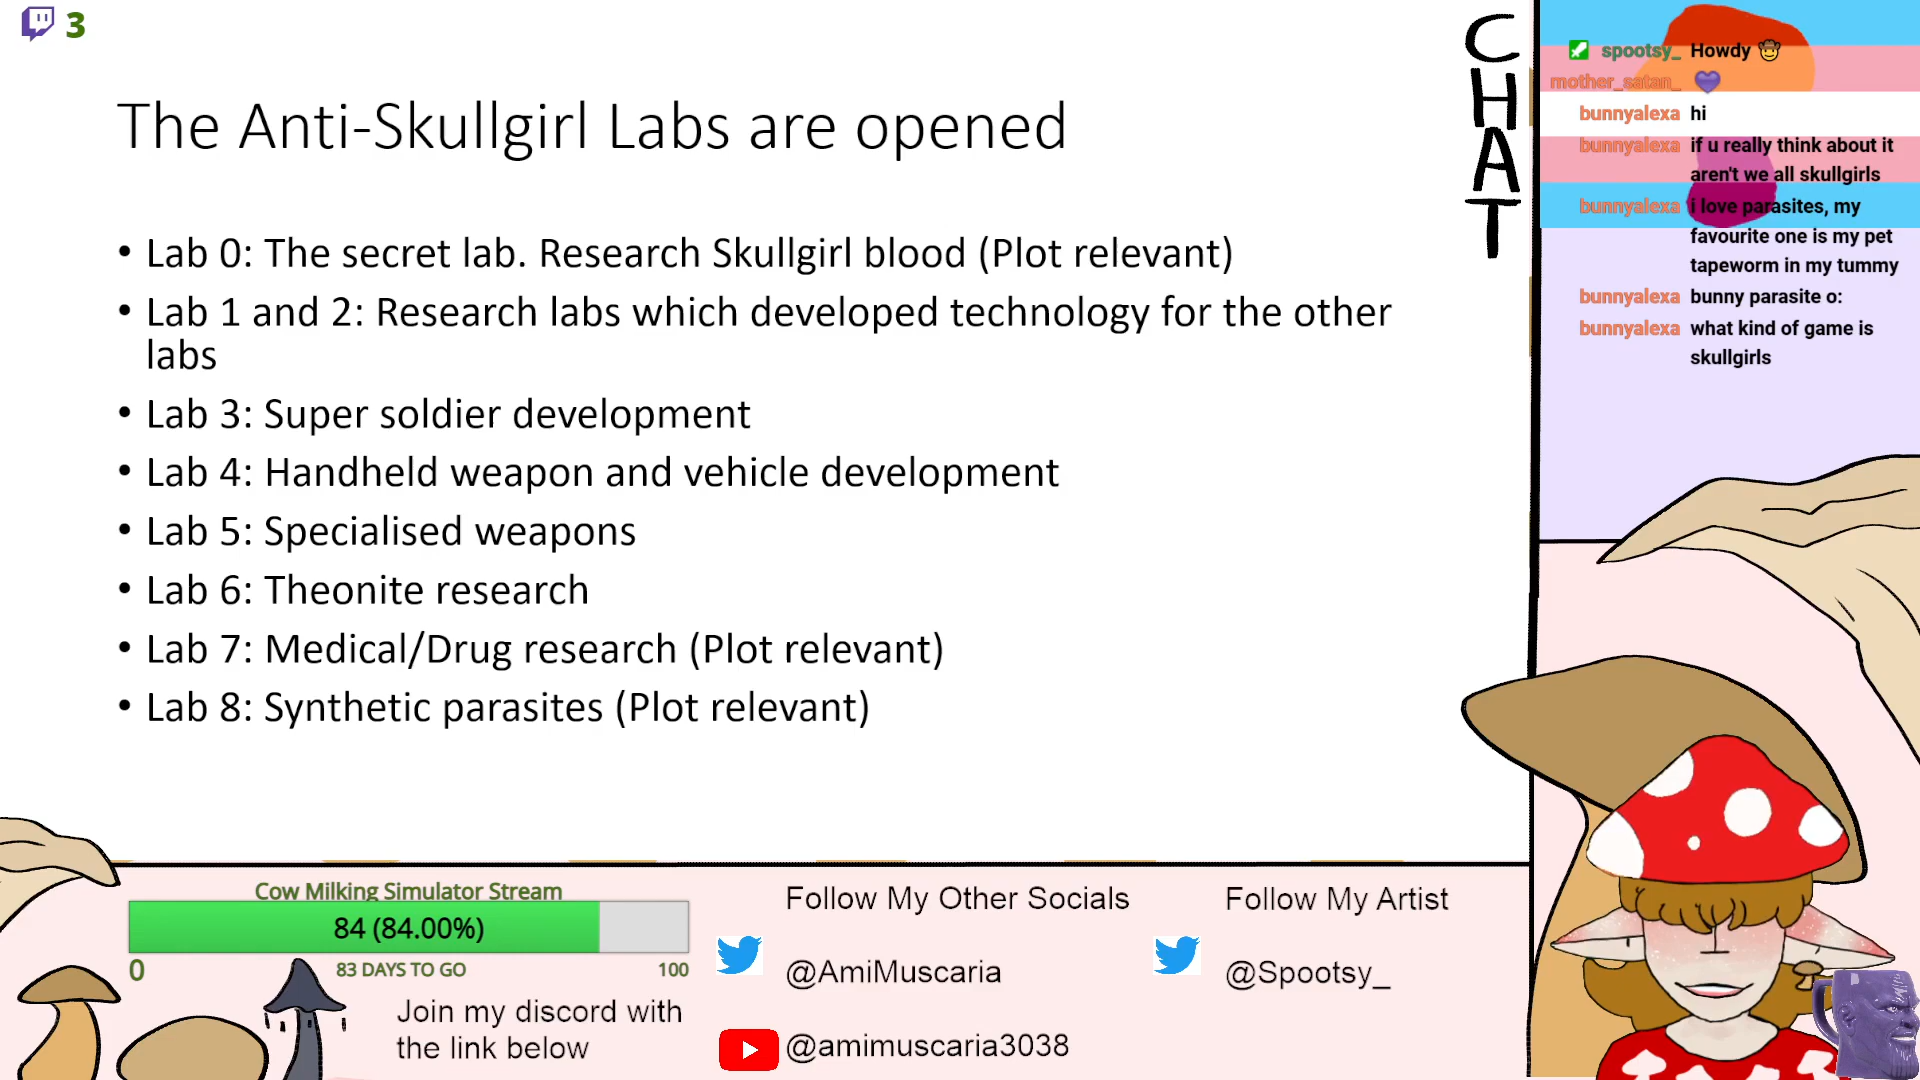 3
The Anti-Skullgirl Labs are opened
• Lab 0: The secret lab. Research Skullgirl blood (Plot relevant)
• Lab 1 and 2: Research labs which developed technology for the other
labs
• Lab 3: Super soldier development
• Lab 4: Handheld weapon and vehicle development
• Lab 5: Specialised weapons
• Lab 6: Theonite research
• Lab 7: Medical/Drug research (Plot relevant)
• Lab 8: Synthetic parasites (Plot relevant)
CHAT
spootsy_ Howdy 🤠
mother_satan_ 💜
bunnyalexa hi
bunnyalexa if u really think about it
aren't we all skullgirls
bunnyalexa i love parasites, my
favourite one is my pet
tapeworm in my tummy
bunnyalexa bunny parasite o:
bunnyalexa what kind of game is
skullgirls
Cow Milking Simulator Stream
84 (84.00%)
0 83 DAYS TO GO 100
Join my discord with
the link below
Follow My Other Socials
@AmiMuscaria
@amimuscaria3038
Follow My Artist
@Spootsy_